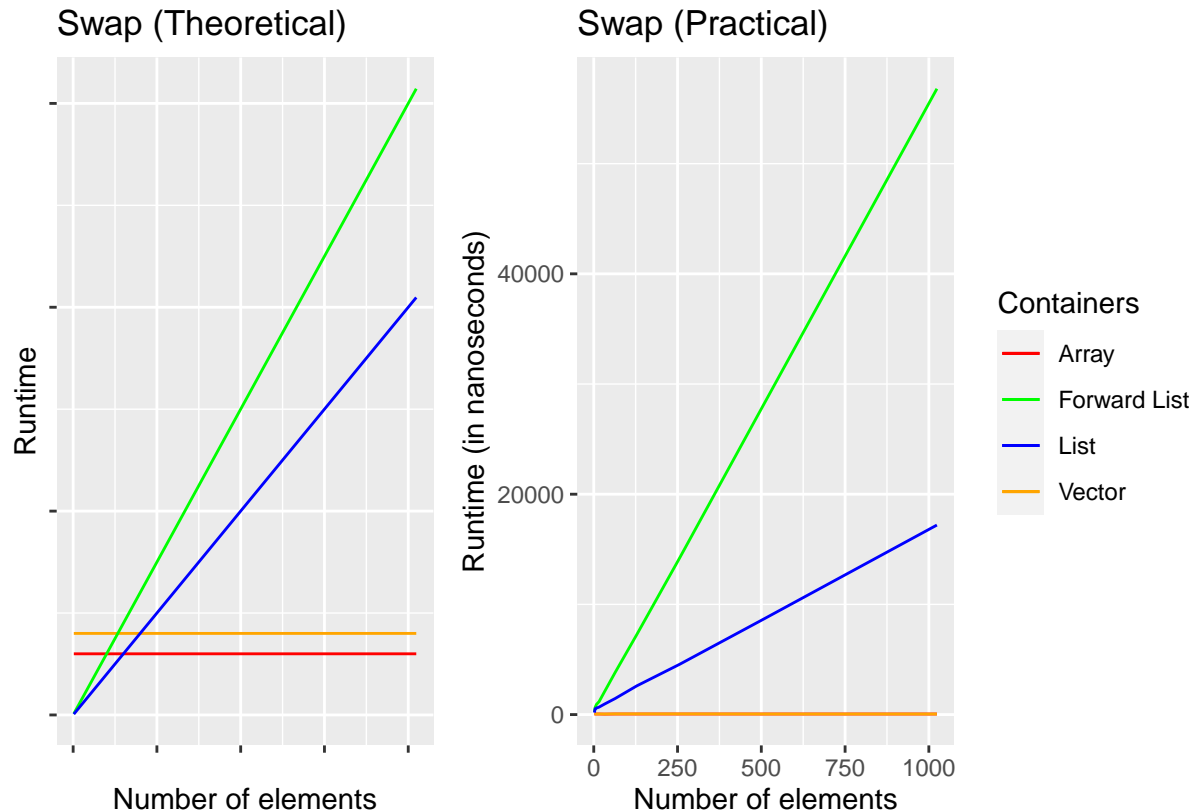 Swap (Theoretical)
Runtime
Number of elements
Swap (Practical)
Runtime (in nanoseconds)
40000
20000
0
0 250 500 750 1000
Number of elements
Containers
Array
Forward List
List
Vector